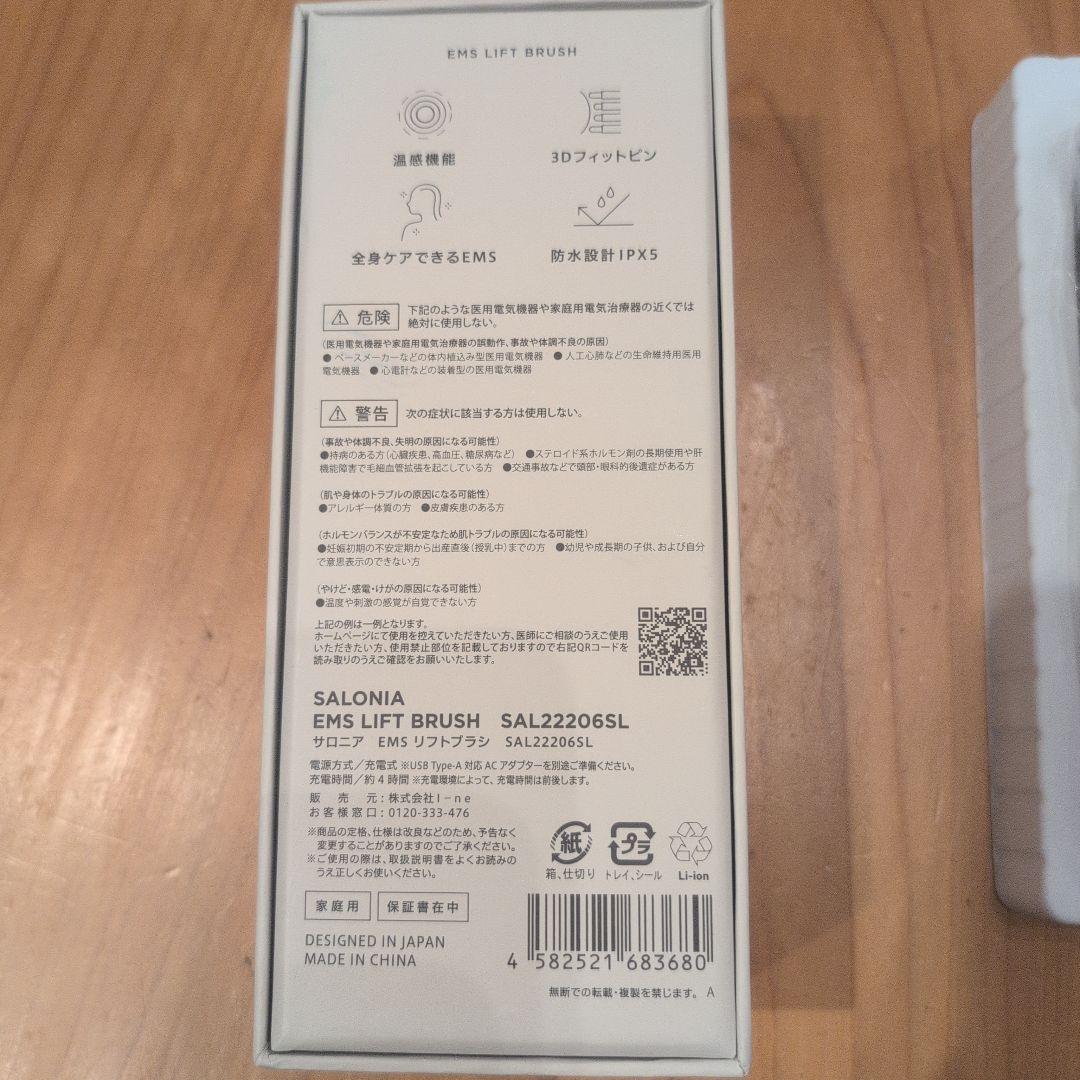 EMS LIFT BRUSH
温感機能
3Dフィットピン
全身ケアできるEMS
防水設計IPX5
⚠ 危険 下記のような医用電気機器や家庭用電気治療器の近くでは
絶対に使用しない。
(医用電気機器や家庭用電気治療器の誤動作、事故や体調不良の原因)
●ペースメーカーなどの体内植込み型医用電気機器 ●人工心肺などの生命維持用医用
電気機器 ●心電計などの装着型の医用電気機器
⚠ 警告 次の症状に該当する方は使用しない。
(事故や体調不良、失明の原因になる可能性)
●持病のある方(心臓疾患、高血圧、糖尿病など) ●ステロイド系ホルモン剤の長期使用や肝
機能障害で毛細血管拡張を起こしている方 ●交通事故などで頭部・眼科的後遺症がある方
(肌や身体のトラブルの原因になる可能性)
●アレルギー体質の方 ●皮膚疾患のある方
(ホルモンバランスが不安定なため肌トラブルの原因になる可能性)
●妊娠初期の不安定期から出産直後(授乳中)までの方 ●幼児や成長期の子供、および自分
で意思表示のできない方
(やけど・感電・けがの原因になる可能性)
●温度や刺激の感覚が自覚できない方
上記の例は一例となります。
ホームページにて使用を控えていただきたい方、医師にご相談のうえご使用
いただきたい方、使用禁止部位を記載しておりますので右記QRコードを
読み取りのうえご確認をお願いいたします。
SALONIA
EMS LIFT BRUSH SAL22206SL
サロニア EMS リフトブラシ SAL22206SL
電源方式／充電式 ※USB Type-A 対応 AC アダプターを別途ご準備ください。
充電時間／約4時間 ※充電環境によって、充電時間は前後します。
販売元:株式会社I-ne
お客様窓口:0120-333-476
※商品の定格、仕様は改良などのため、予告なく
変更することがありますのでご了承ください。
※ご使用の際は、取扱説明書をよくお読みの
うえ正しくお使いください。
紙
箱、仕切り
プラ
トレイ、シール
Li-ion
家庭用
保証書在中
DESIGNED IN JAPAN
MADE IN CHINA
4 582521 683680
無断での転載・複製を禁じます。 A